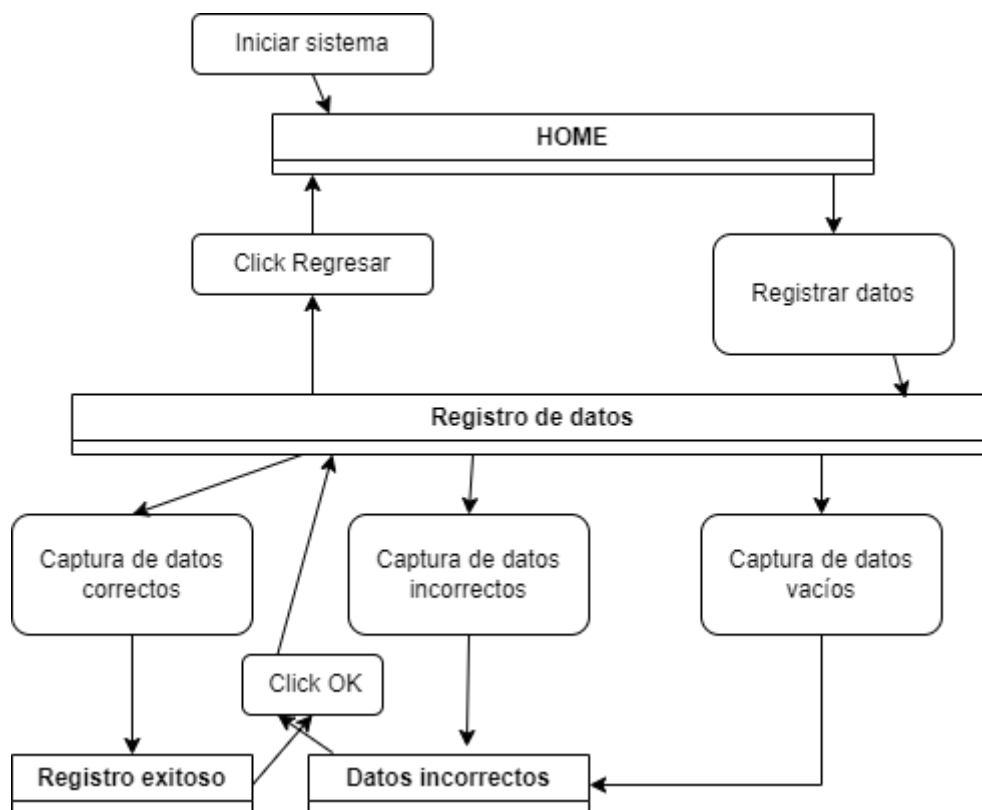 Iniciar sistema
HOME
Click Regresar
Registrar datos
Registro de datos
Captura de datos
correctos
Captura de datos
incorrectos
Captura de datos
vacíos
Click OK
Registro exitoso
Datos incorrectos